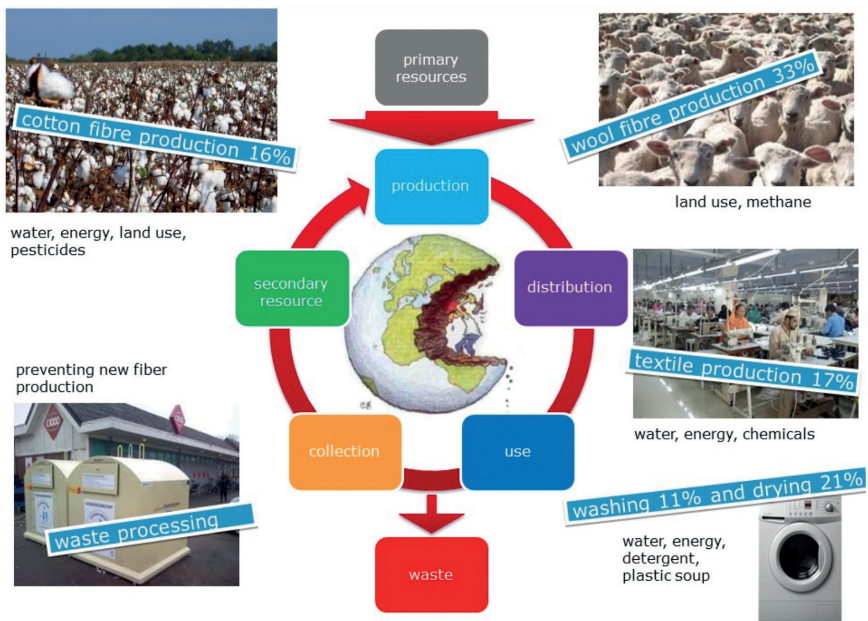 primary
resources
cotton fibre production 16%
wool fibre production 33%
production
water, energy, land use,
pesticides
land use, methane
secondary
resource
distribution
textile production 17%
preventing new fiber
production
water, energy, chemicals
collection
use
washing 11% and drying 21%
waste processing
water, energy,
detergent,
plastic soup
waste